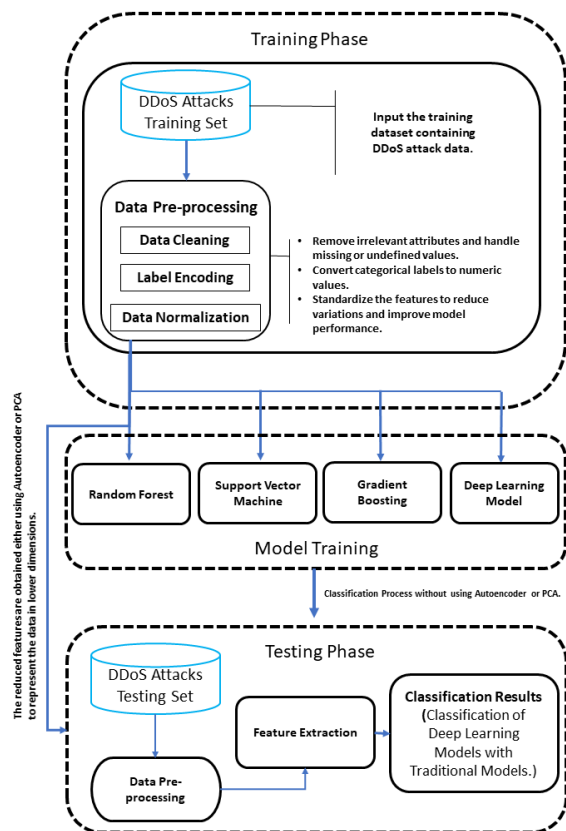 Training Phase
DDoS Attacks
Training Set
Input the training
dataset containing
DDoS attack data.
Data Pre-processing
Data Cleaning
Label Encoding
Data Normalization
• Remove irrelevant attributes and handle
missing or undefined values.
• Convert categorical labels to numeric
values.
• Standardize the features to reduce
variations and improve model
performance.
The reduced features are obtained either using Autoencoder or PCA
to represent the data in lower dimensions.
Random Forest
Support Vector
Machine
Gradient
Boosting
Deep Learning
Model
Model Training
Classification Process without using Autoencoder or PCA.
Testing Phase
DDoS Attacks
Testing Set
Data Pre-
processing
Feature Extraction
Classification Results
(Classification of
Deep Learning
Models with
Traditional Models.)